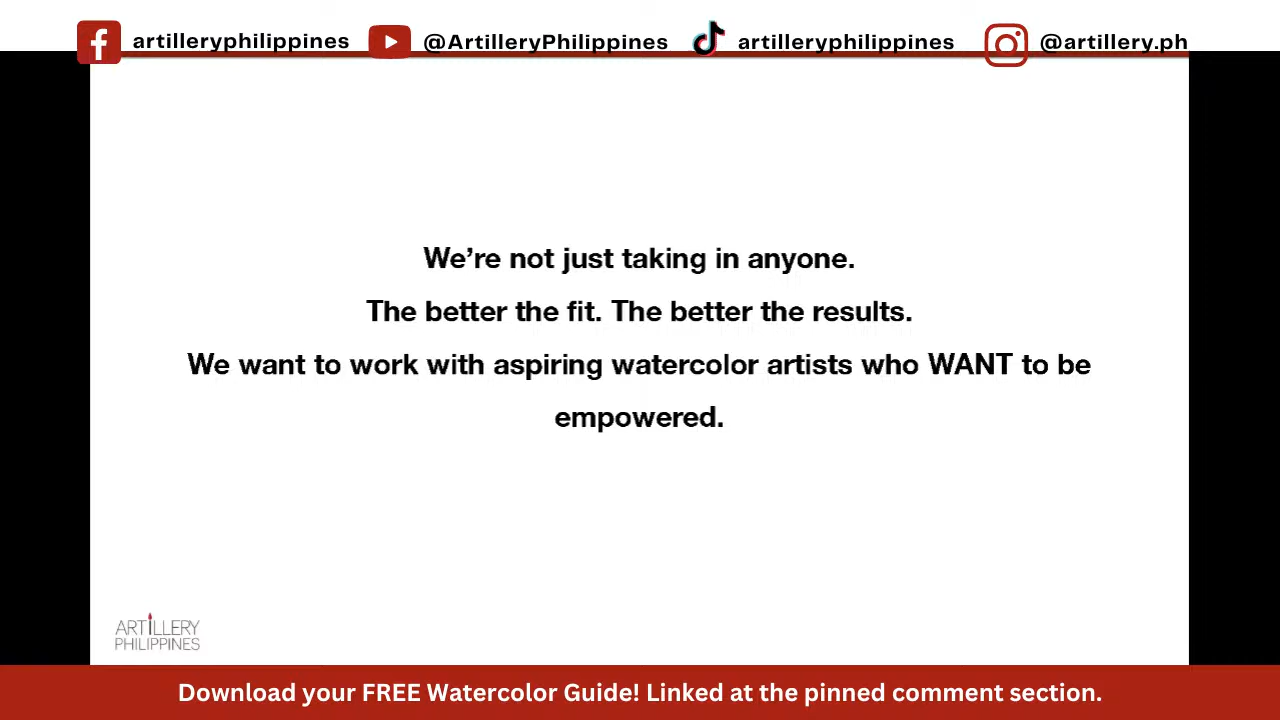 artilleryphilippines @ArtilleryPhilippines artilleryphilippines @artillery.ph
We’re not just taking in anyone.
The better the fit. The better the results.
We want to work with aspiring watercolor artists who WANT to be
empowered.
ARTILLERY
PHILIPPINES
Download your FREE Watercolor Guide! Linked at the pinned comment section.